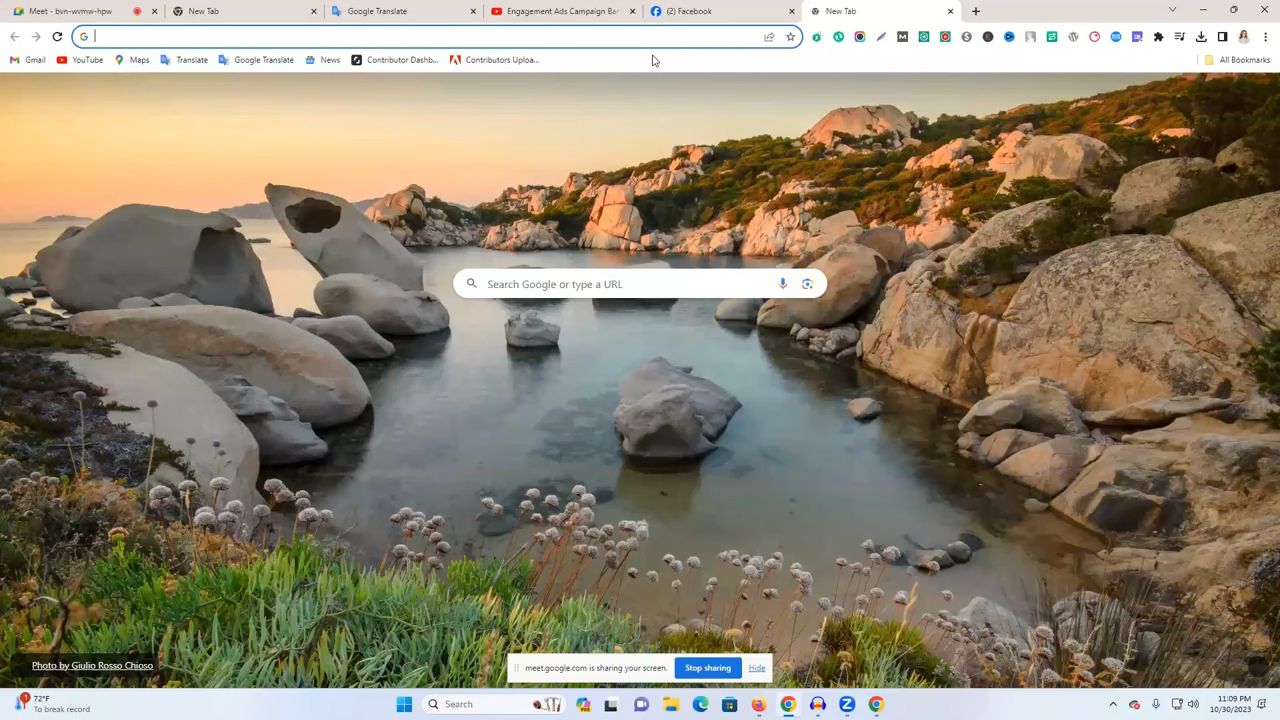 Meet - bvn-wvmw-hpw
New Tab
Google Translate
Engagement Ads Campaign Ba
(2) Facebook
New Tab
Gmail
YouTube
Maps
Translate
Google Translate
News
Contributor Dashb...
Contributors Uploa...
All Bookmarks
Search Google or type a URL
Photo by Giulio Rosso Chioso
meet.google.com is sharing your screen.
Stop sharing
Hide
72°F
To break record
Search
11:09 PM
10/30/2023